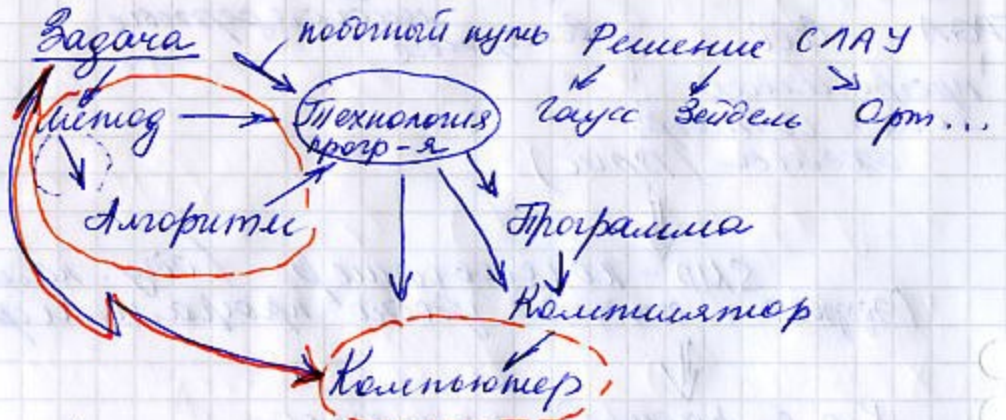 Задача побочный путь Решение СЛАУ
Метод Технология Гаусс Зейдель Орт...
прогр-я
Алгоритм Программа
Компилятор
Компьютер